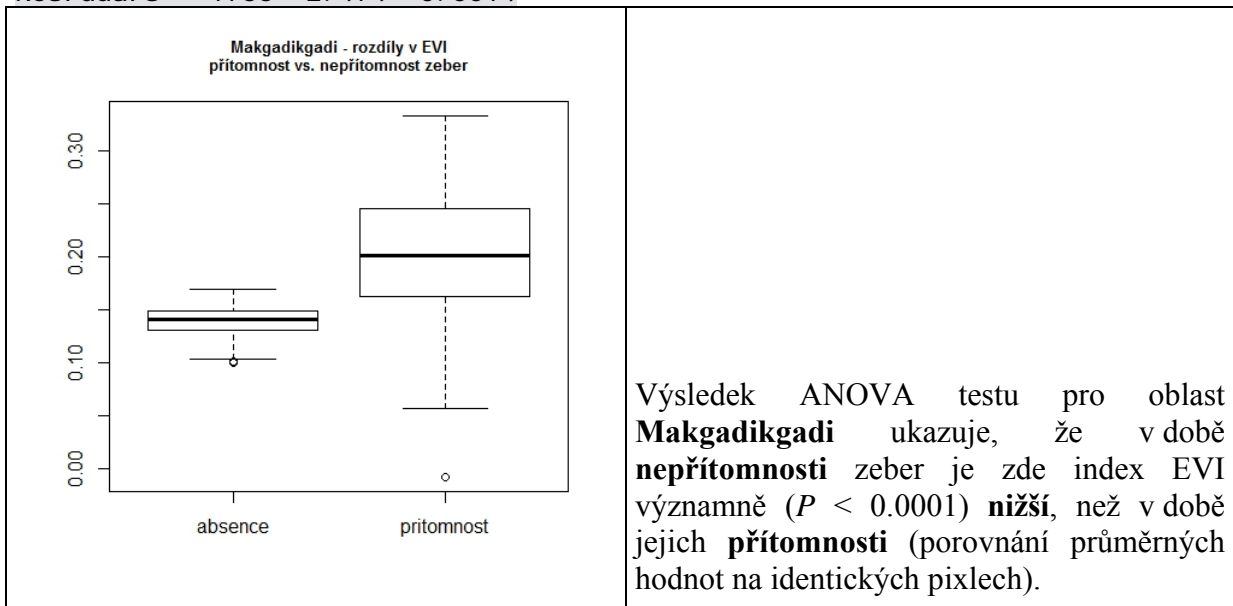 Makgadikgadi - rozdíly v EVI
přítomnost vs. nepřítomnost zeber
0.30
0.20
0.10
0.00
absence pritomnost
Výsledek ANOVA testu pro oblast
Makgadikgadi ukazuje, že v době
nepřítomnosti zeber je zde index EVI
významně (P < 0.0001) nižší, než v době
jejich přítomnosti (porovnání průměrných
hodnot na identických pixlech).